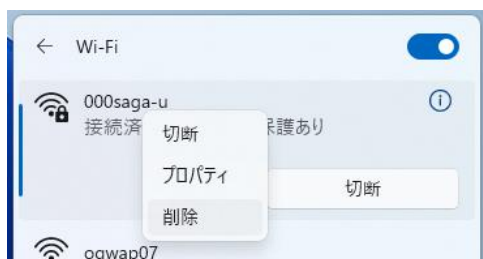 ← Wi-Fi
000saga-u
接続済
保護あり
切断
プロパティ
切断
削除
ogwap07